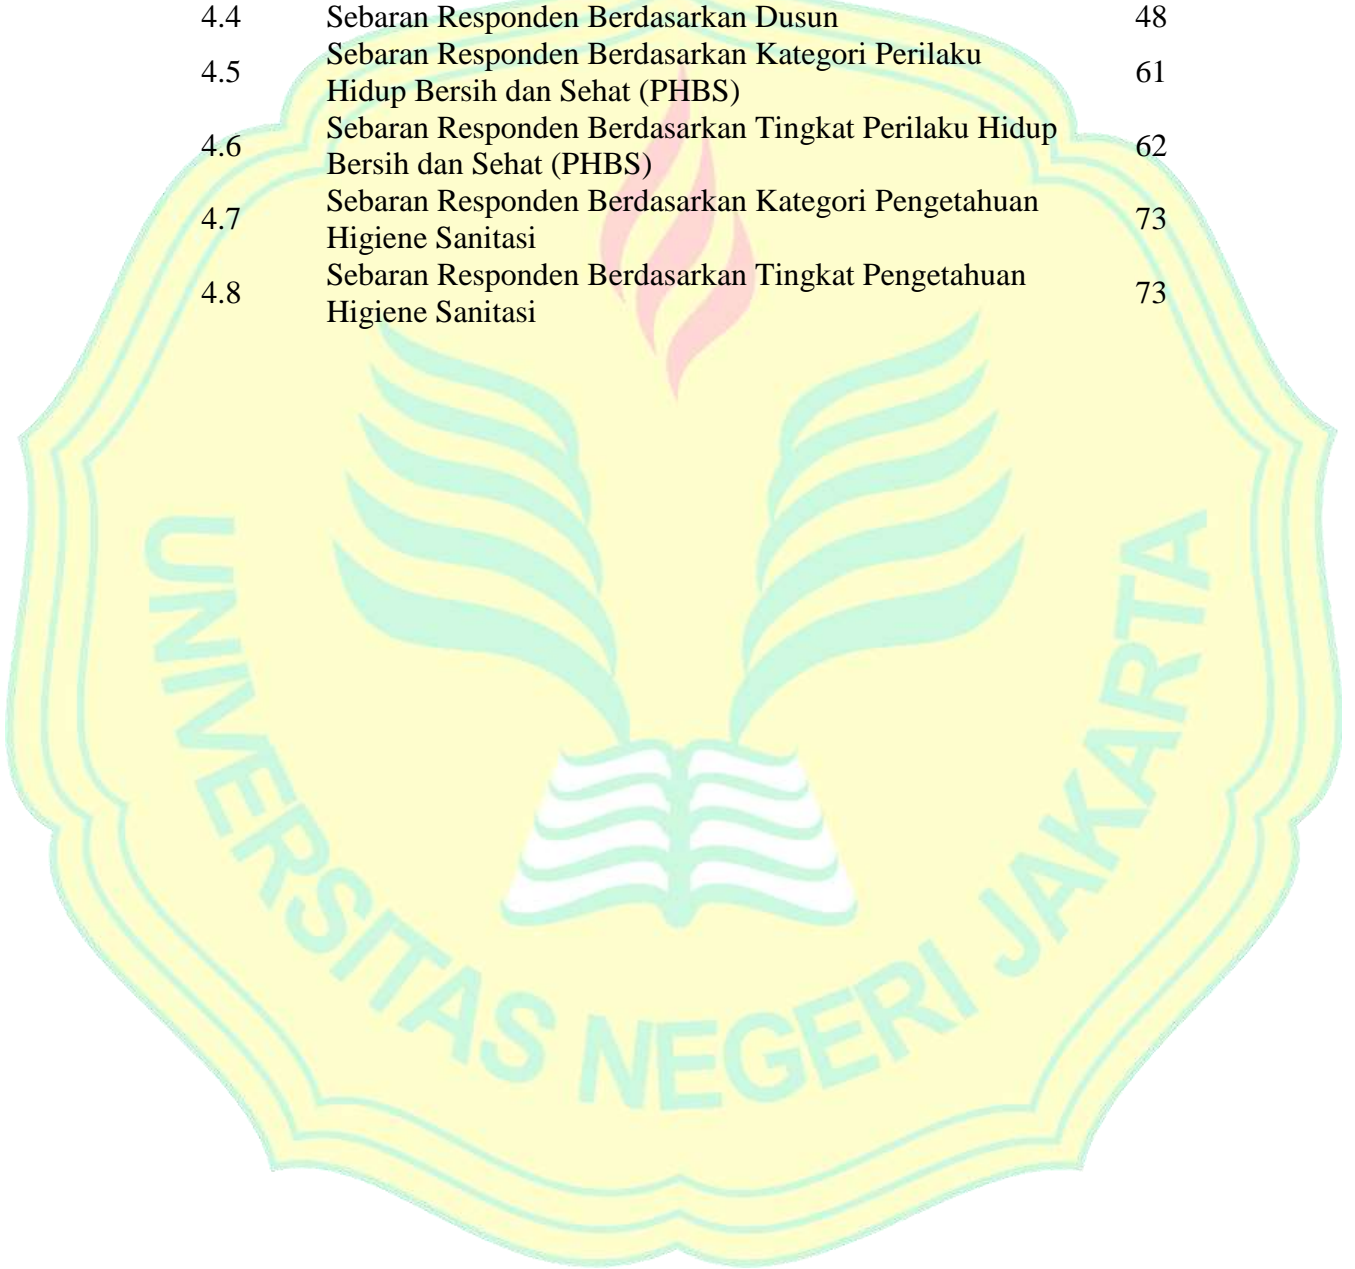 4.4 Sebaran Responden Berdasarkan Dusun 48
4.5 Sebaran Responden Berdasarkan Kategori Perilaku
Hidup Bersih dan Sehat (PHBS) 61
4.6 Sebaran Responden Berdasarkan Tingkat Perilaku Hidup
Bersih dan Sehat (PHBS) 62
4.7 Sebaran Responden Berdasarkan Kategori Pengetahuan
Higiene Sanitasi 73
4.8 Sebaran Responden Berdasarkan Tingkat Pengetahuan
Higiene Sanitasi 73
UNIVERSITAS NEGERI JAKARTA